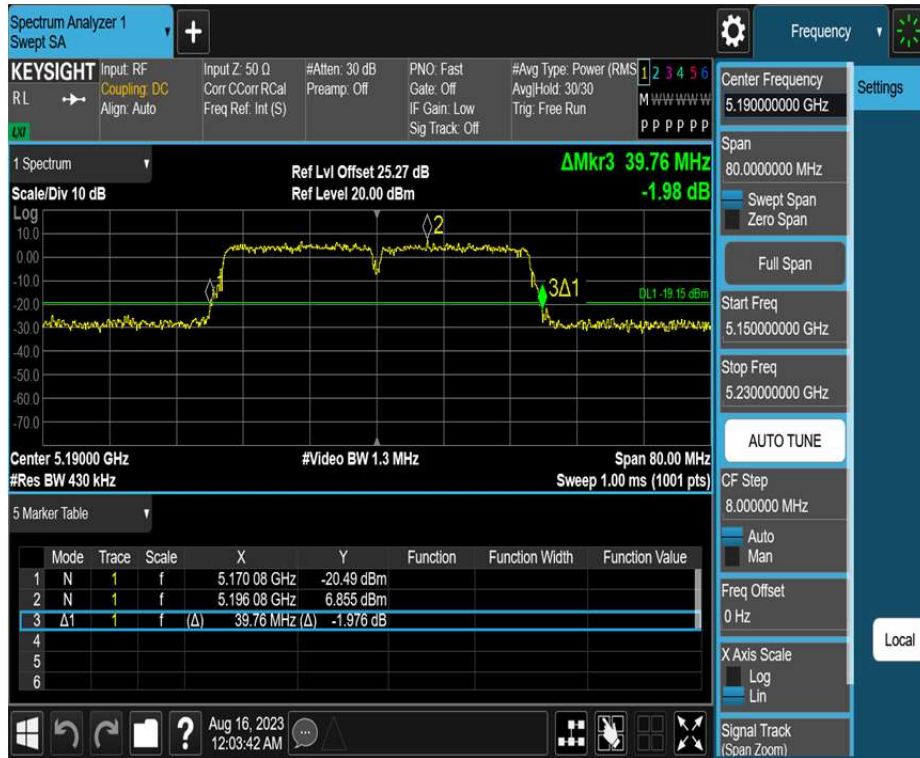 Spectrum Analyzer 1
Swept SA
+
Frequency
KEYSIGHT
RL
LXI
Input: RF
Coupling: DC
Align: Auto
Input Z: 50 Ω
Corr CCorr RCal
Freq Ref: Int (S)
#Atten: 30 dB
Preamp: Off
PNO: Fast
Gate: Off
IF Gain: Low
Sig Track: Off
#Avg Type: Power (RMS
Avg|Hold: 30/30
Trig: Free Run
1 2 3 4 5 6
M W W W W W
P P P P P P
1 Spectrum
Scale/Div 10 dB
Ref Lvl Offset 25.27 dB
Ref Level 20.00 dBm
ΔMkr3 39.76 MHz
-1.98 dB
Log
10.0
0.00
-10.0
-20.0
-30.0
-40.0
-50.0
-60.0
-70.0
2
3Δ1
DL1 -19.15 dBm
Center 5.19000 GHz
#Video BW 1.3 MHz
Span 80.00 MHz
#Res BW 430 kHz
Sweep 1.00 ms (1001 pts)
5 Marker Table
Mode Trace Scale X Y Function Function Width Function Value
1 N 1 f 5.170 08 GHz -20.49 dBm
2 N 1 f 5.196 08 GHz 6.855 dBm
3 Δ1 1 f (Δ) 39.76 MHz (Δ) -1.976 dB
4
5
6
Aug 16, 2023
12:03:42 AM
?
Center Frequency
5.190000000 GHz
Settings
Span
80.0000000 MHz
Swept Span
Zero Span
Full Span
Start Freq
5.150000000 GHz
Stop Freq
5.230000000 GHz
AUTO TUNE
CF Step
8.000000 MHz
Auto
Man
Freq Offset
0 Hz
Local
X Axis Scale
Log
Lin
Signal Track
(Span Zoom)